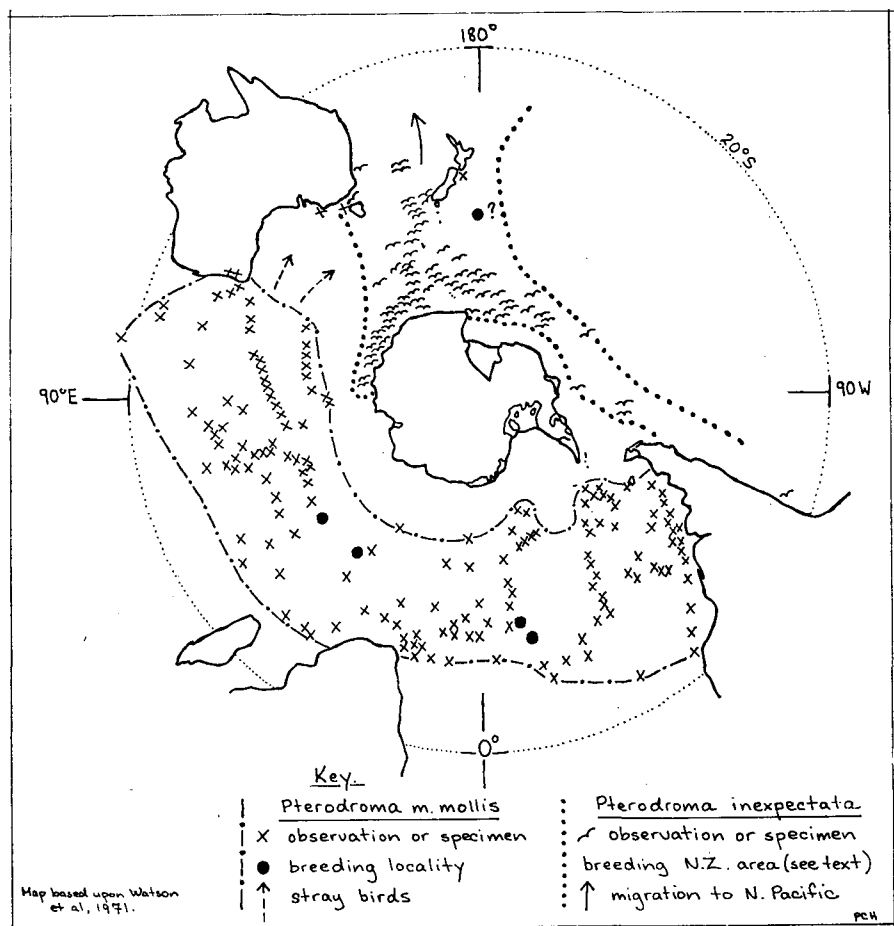 180°
20°S
?
90°E
90W
0°
Key.
Pterodroma m. mollis
x observation or specimen
● breeding locality
stray birds
Pterodroma inexpectata
observation or specimen
breeding N.Z. area (see text)
migration to N. Pacific
Map based upon Watson
et al, 1971.
PCH